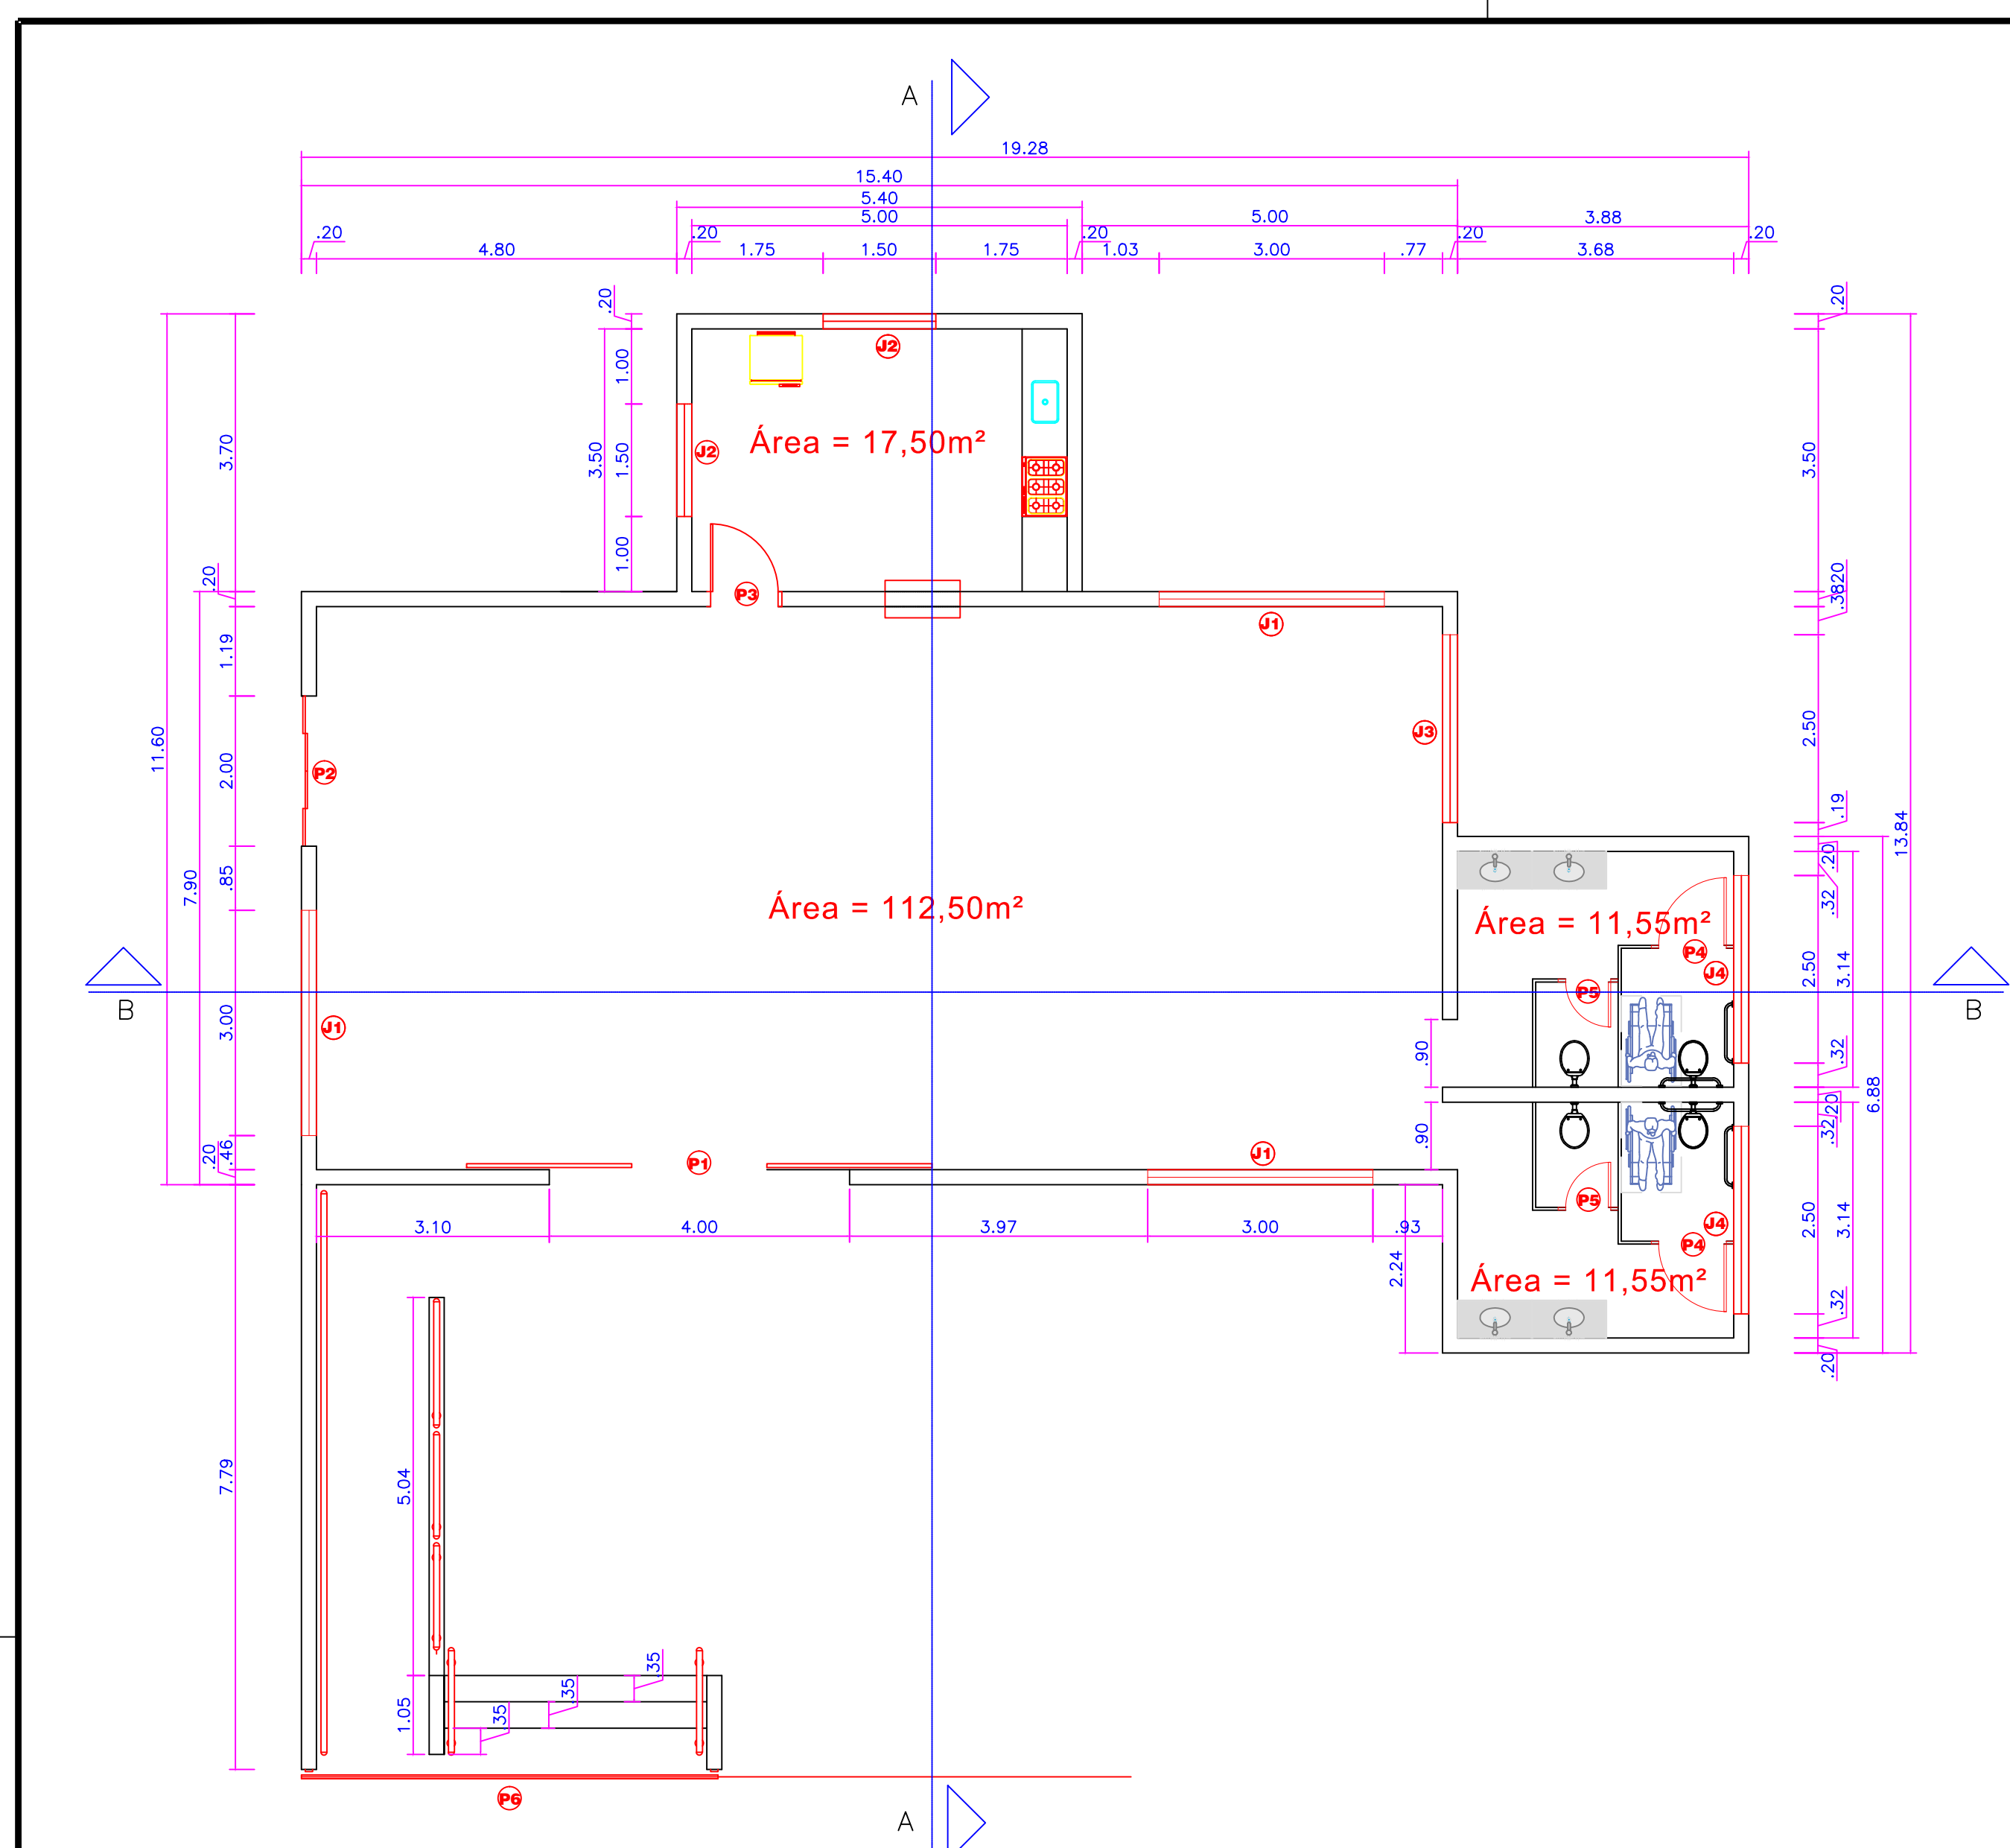 A
19.28
15.40
5.40
5.00
5.00
3.88
.20
.20
.20
.20
.20
4.80
1.75
1.50
1.75
1.03
3.00
.77
3.68
.20
.20
J2
1.00
3.70
3.50
1.50
J2
Área = 17,50m²
3.50
1.00
.20
P3
.3820
J1
1.19
J3
2.50
11.60
2.00
P2
.19
13.84
7.90
.85
.20
.32
Área = 112,50m²
Área = 11,55m²
P4
J4
2.50
3.14
P5
B
B
3.00
J1
.90
.32
6.88
.20
.32
.90
.20
.46
P1
J1
P5
3.10
4.00
3.97
3.00
.93
2.50
3.14
J4
P4
2.24
Área = 11,55m²
.32
.20
7.79
5.04
.35
.35
.35
1.05
P6
A